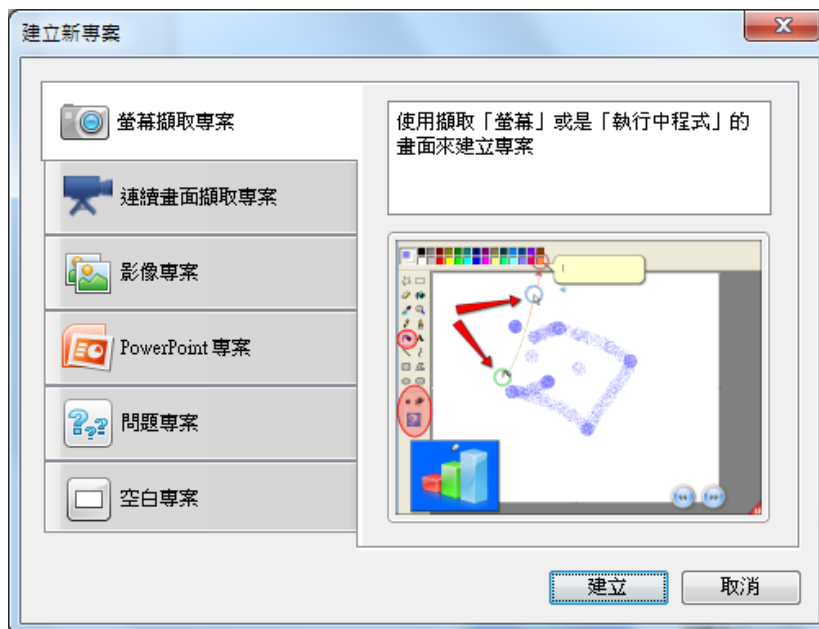 建立新專案
螢幕擷取專案
連續畫面擷取專案
影像專案
PowerPoint 專案
問題專案
空白專案
使用擷取「螢幕」或是「執行中程式」的
畫面來建立專案
建立
取消